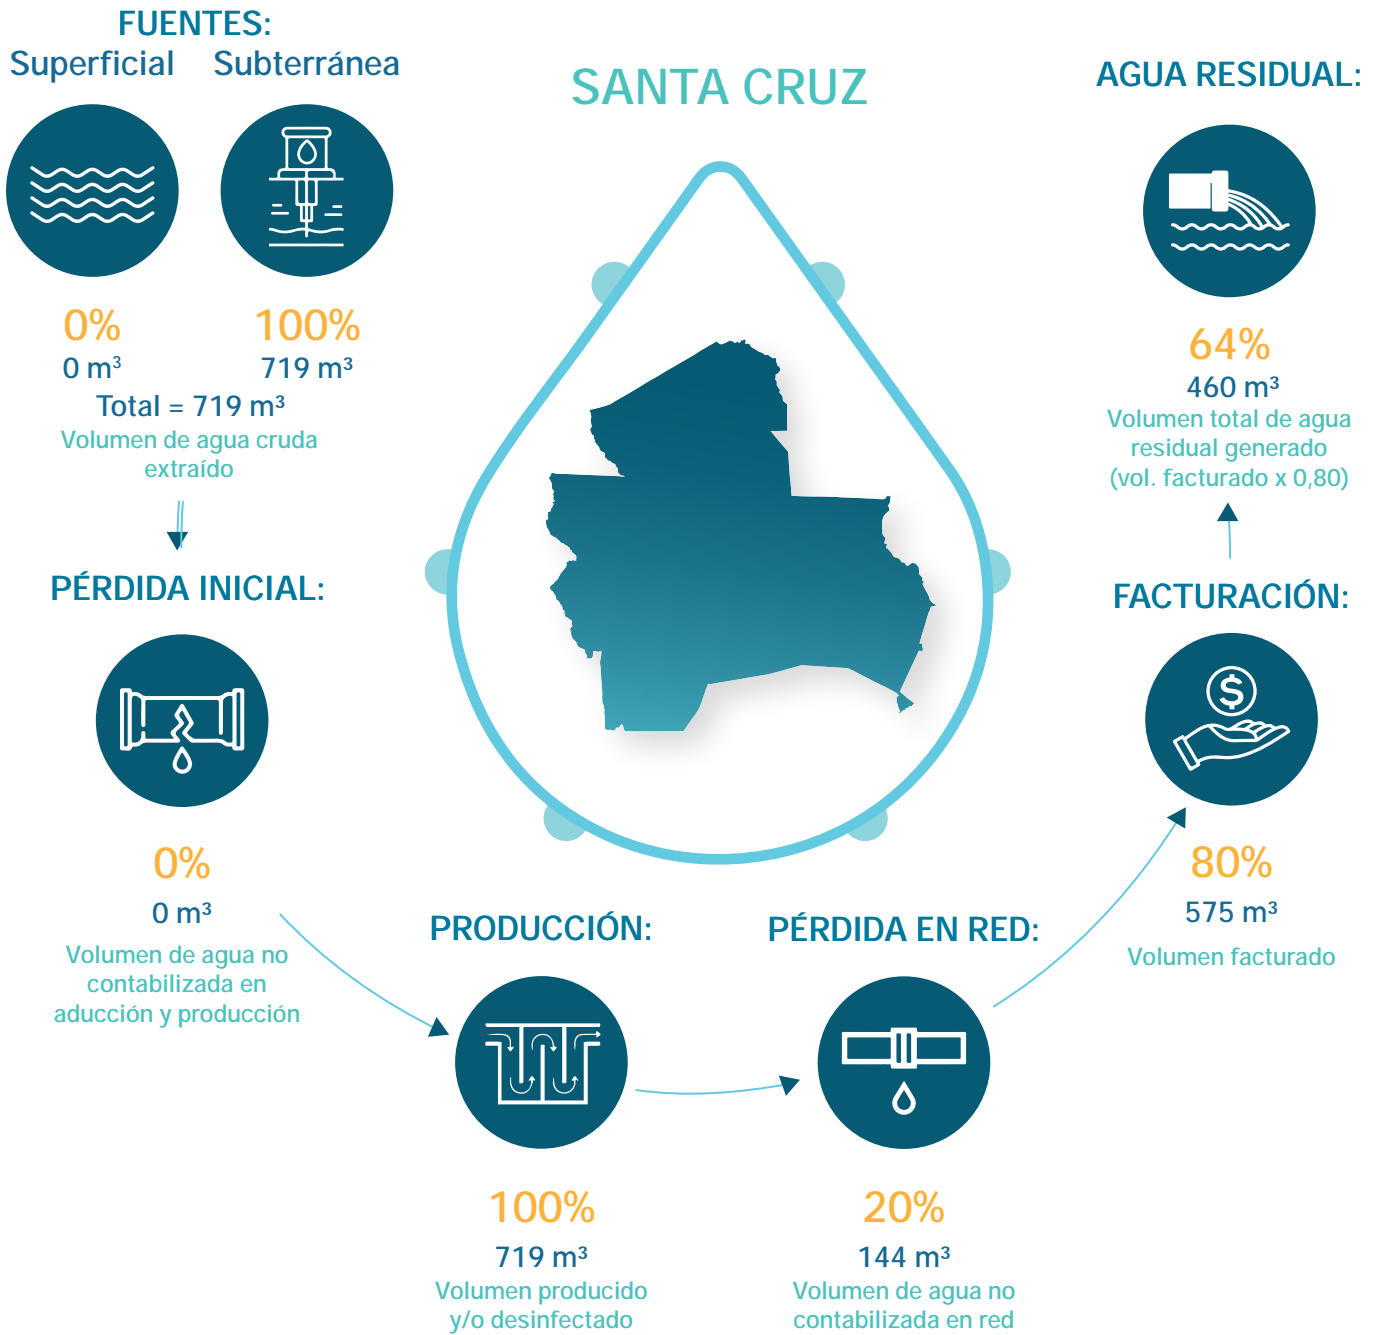 FUENTES:
Superficial
Subterránea
0%
0 m³
100%
719 m³
Total = 719 m³
Volumen de agua cruda
extraído
PÉRDIDA INICIAL:
0%
0 m³
Volumen de agua no
contabilizada en
aducción y producción
SANTA CRUZ
PRODUCCIÓN:
100%
719 m³
Volumen producido
y/o desinfectado
PÉRDIDA EN RED:
20%
144 m³
Volumen de agua no
contabilizada en red
FACTURACIÓN:
$
80%
575 m³
Volumen facturado
AGUA RESIDUAL:
64%
460 m³
Volumen total de agua
residual generado
(vol. facturado x 0,80)